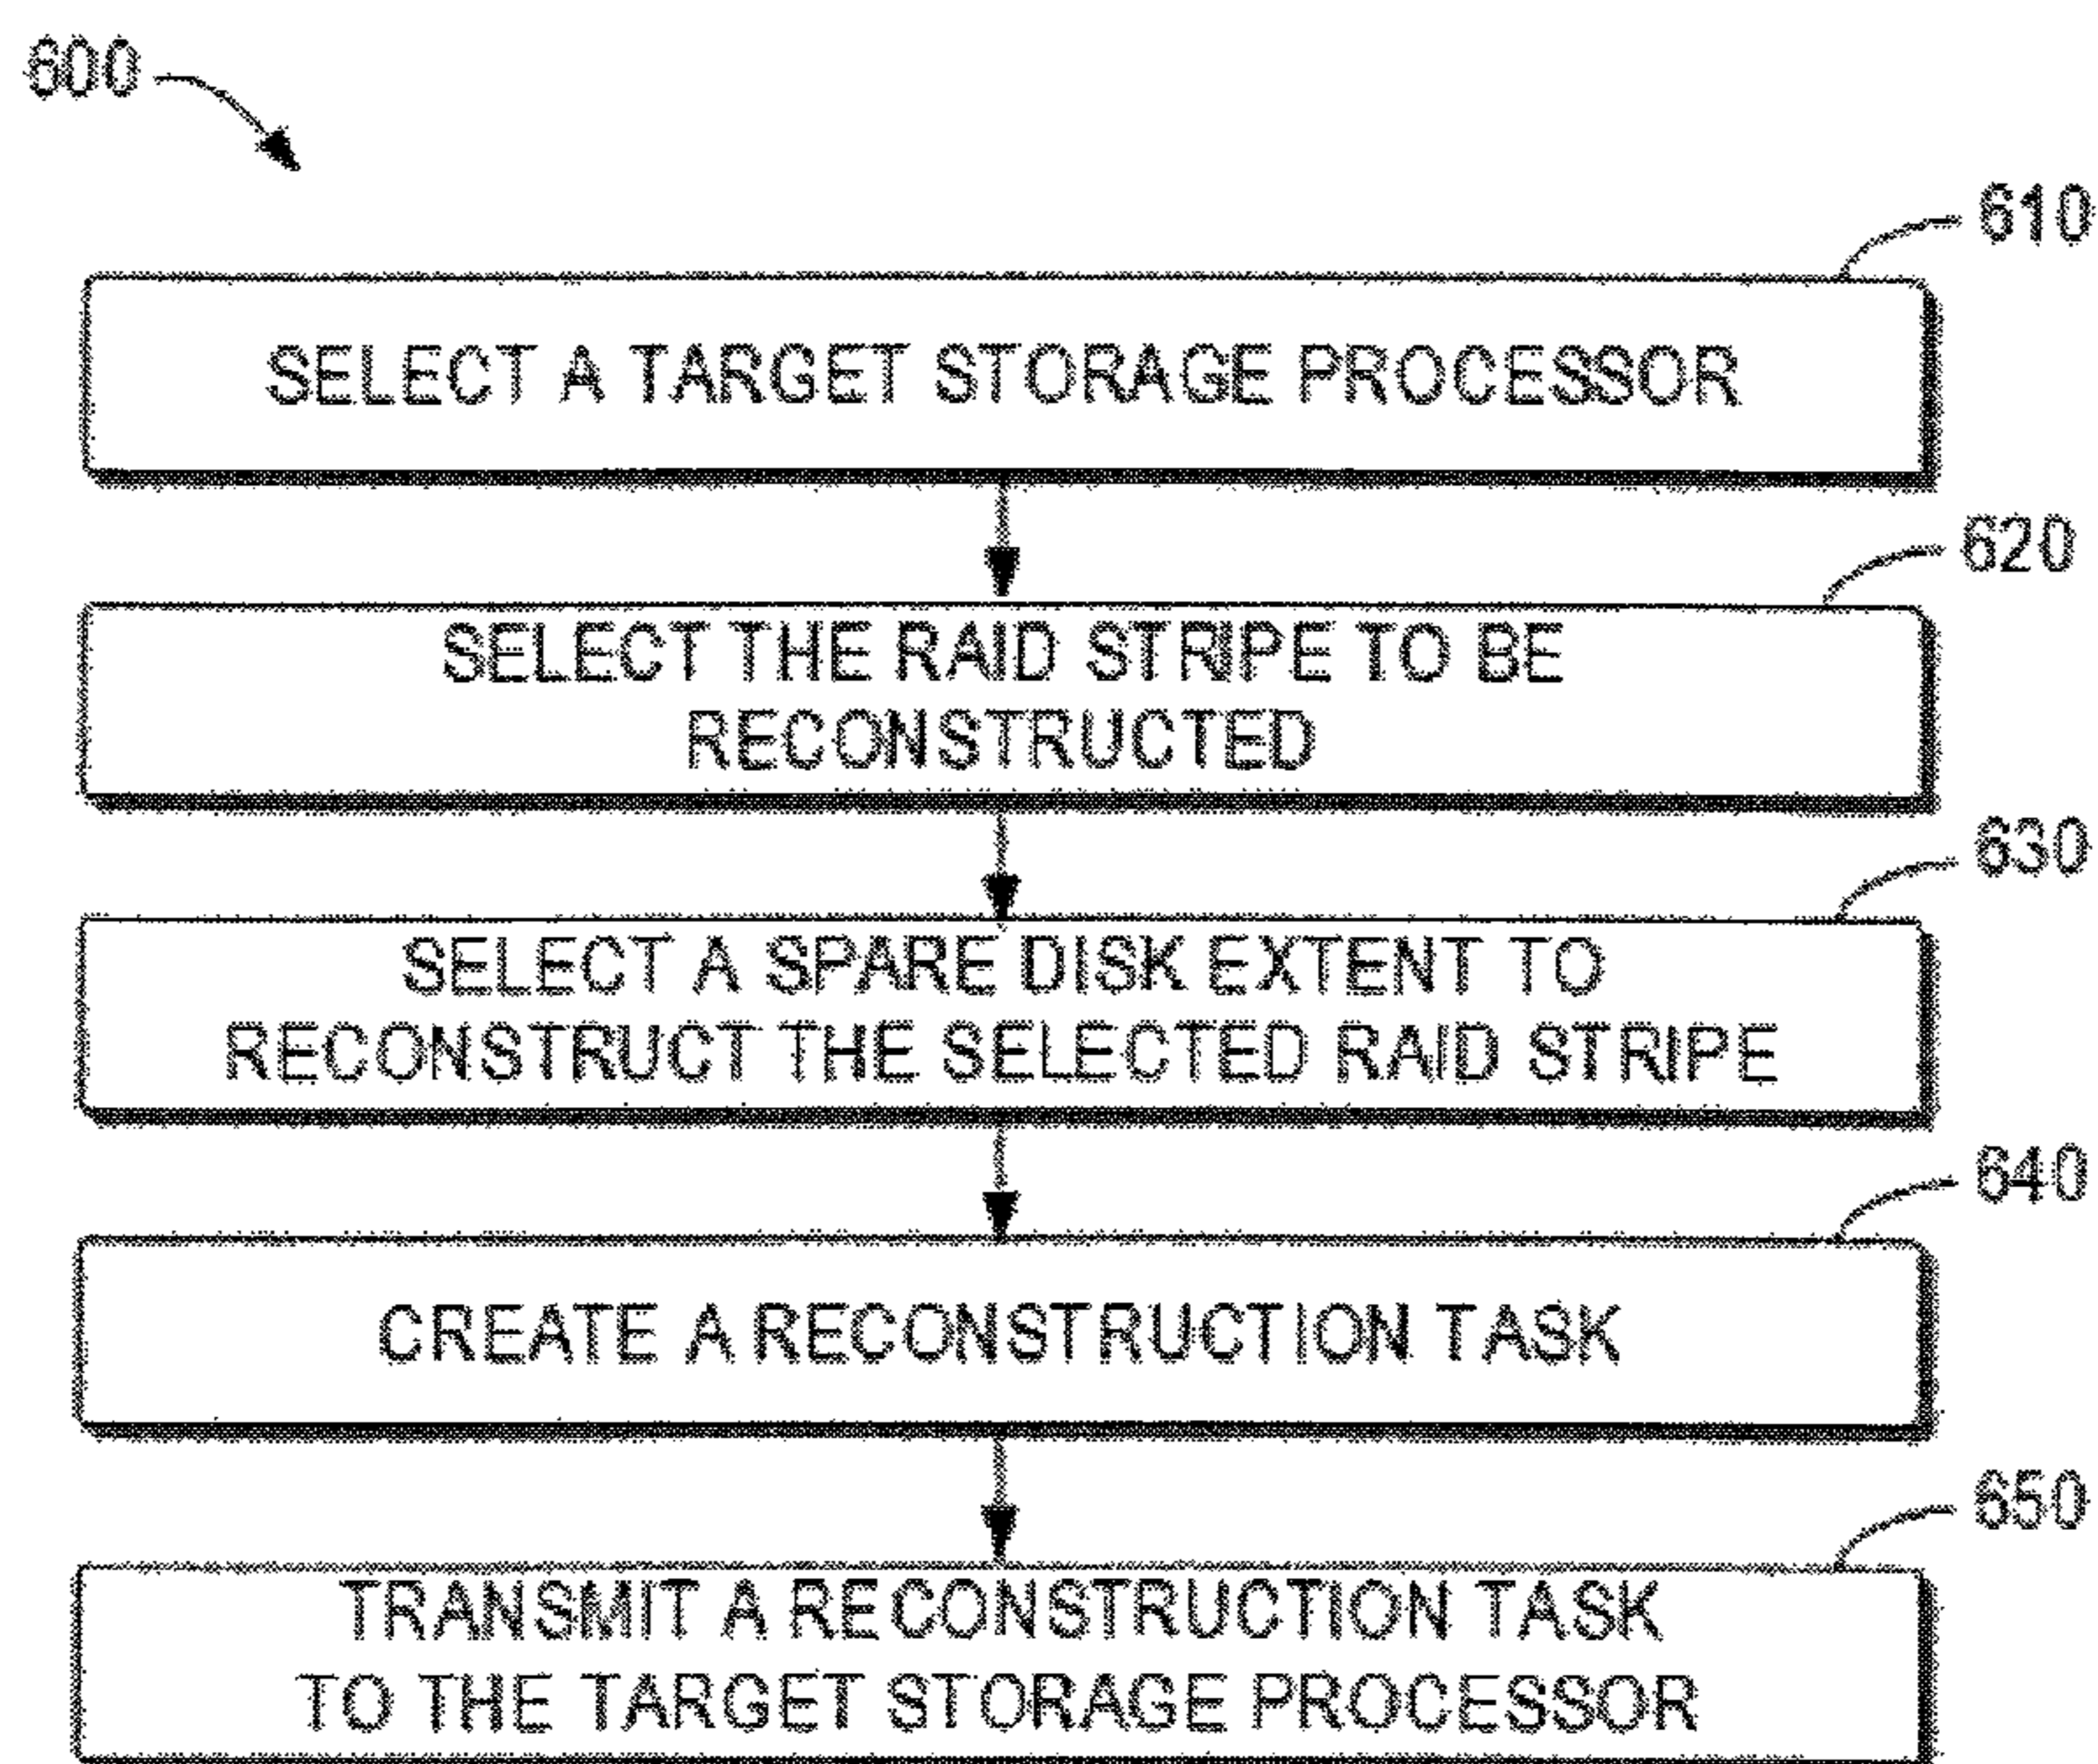 600
610
SELECT A TARGET STORAGE PROCESSOR
620
SELECT THE RAID STRIPE TO BE
RECONSTRUCTED
630
SELECT A SPARE DISK EXTENT TO
RECONSTRUCT THE SELECTED RAID STRIPE
640
CREATE A RECONSTRUCTION TASK
650
TRANSMIT A RECONSTRUCTION TASK
TO THE TARGET STORAGE PROCESSOR